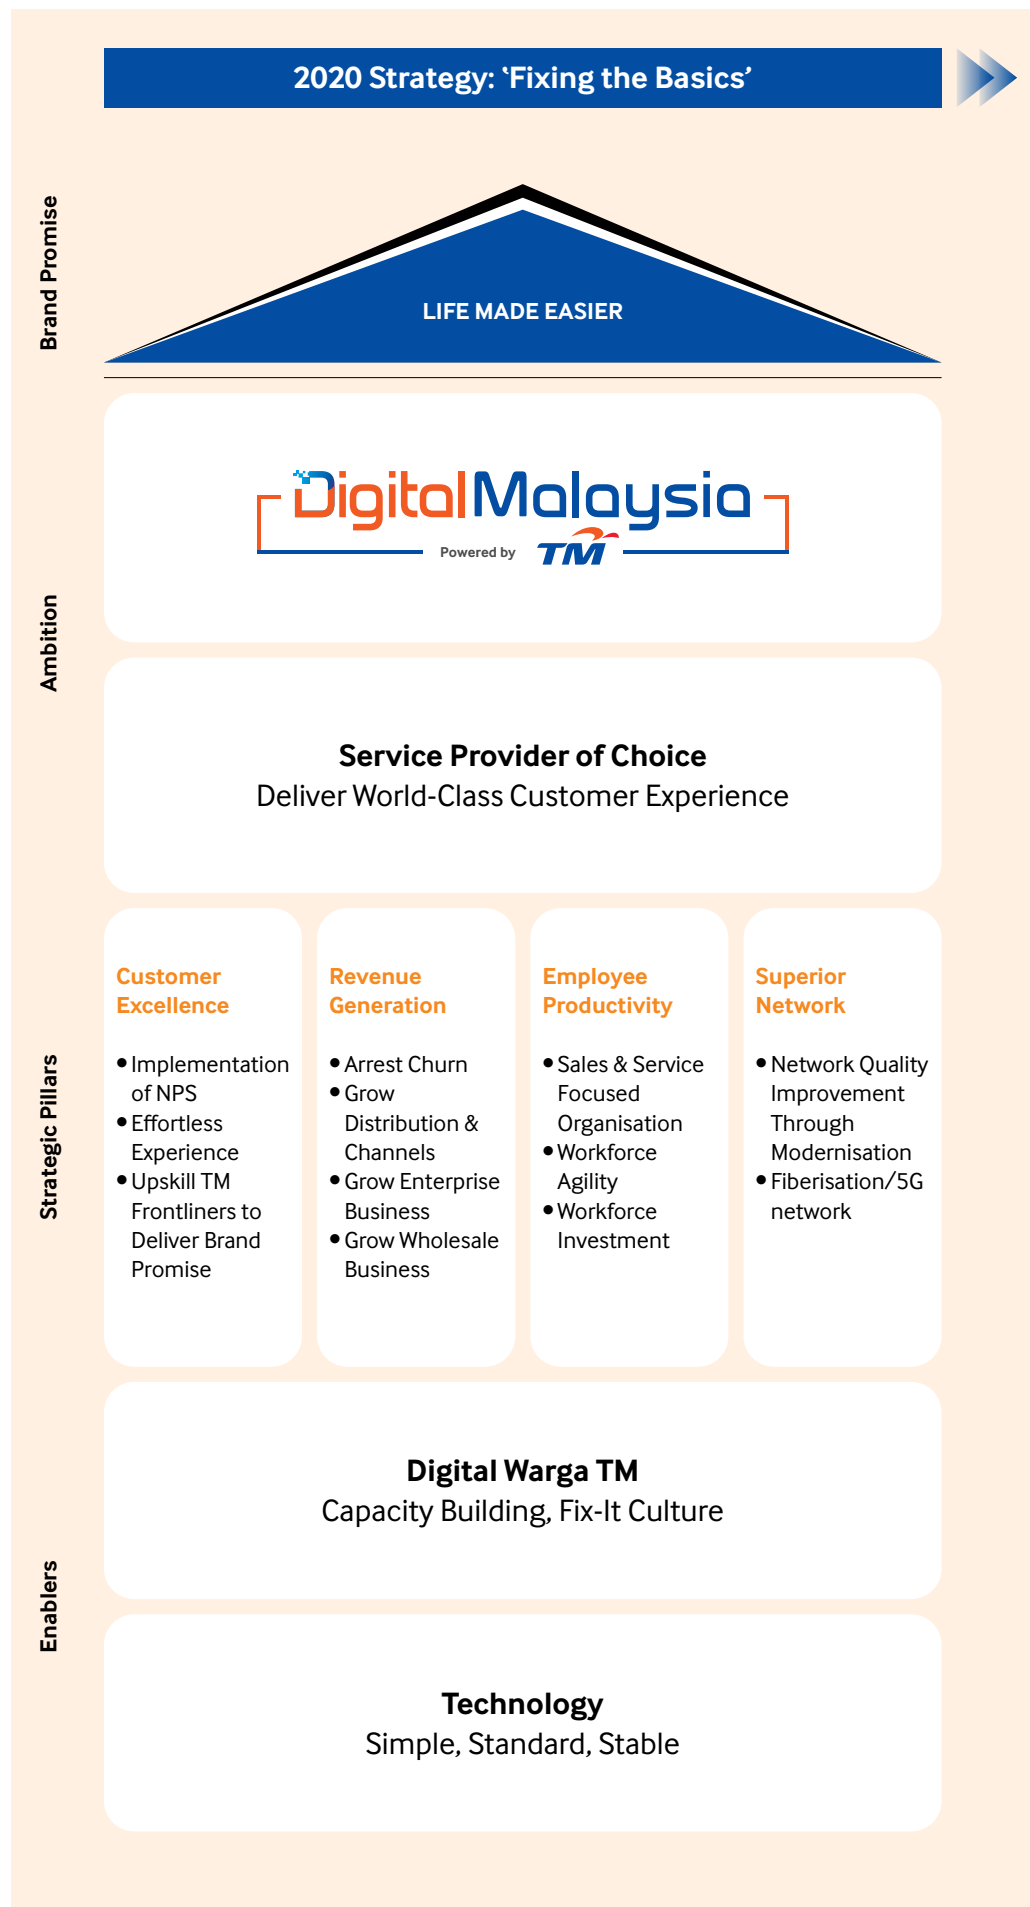 2020 Strategy: ‘Fixing the Basics’
Brand Promise
LIFE MADE EASIER
Ambition
Digital Malaysia
Powered by TM
Service Provider of Choice
Deliver World-Class Customer Experience
Strategic Pillars
Customer
Excellence
• Implementation
of NPS
• Effortless
Experience
• Upskill TM
Frontliners to
Deliver Brand
Promise
Revenue
Generation
• Arrest Churn
• Grow
Distribution &
Channels
• Grow Enterprise
Business
• Grow Wholesale
Business
Employee
Productivity
• Sales & Service
Focused
Organisation
• Workforce
Agility
• Workforce
Investment
Superior
Network
• Network Quality
Improvement
Through
Modernisation
• Fiberisation/5G
network
Enablers
Digital Warga TM
Capacity Building, Fix-It Culture
Technology
Simple, Standard, Stable